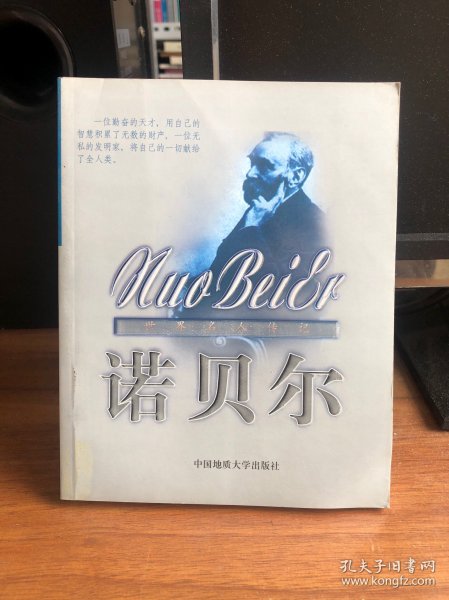 一位勤奋的天才，用自己的
智慧积累了无数的财产，一位无
私的发明家，将自己的一切献给
了全人类。
Nuo BeiEr
世界名人传记
诺贝尔
中国地质大学出版社
孔夫子旧书网
www.kongfz.com